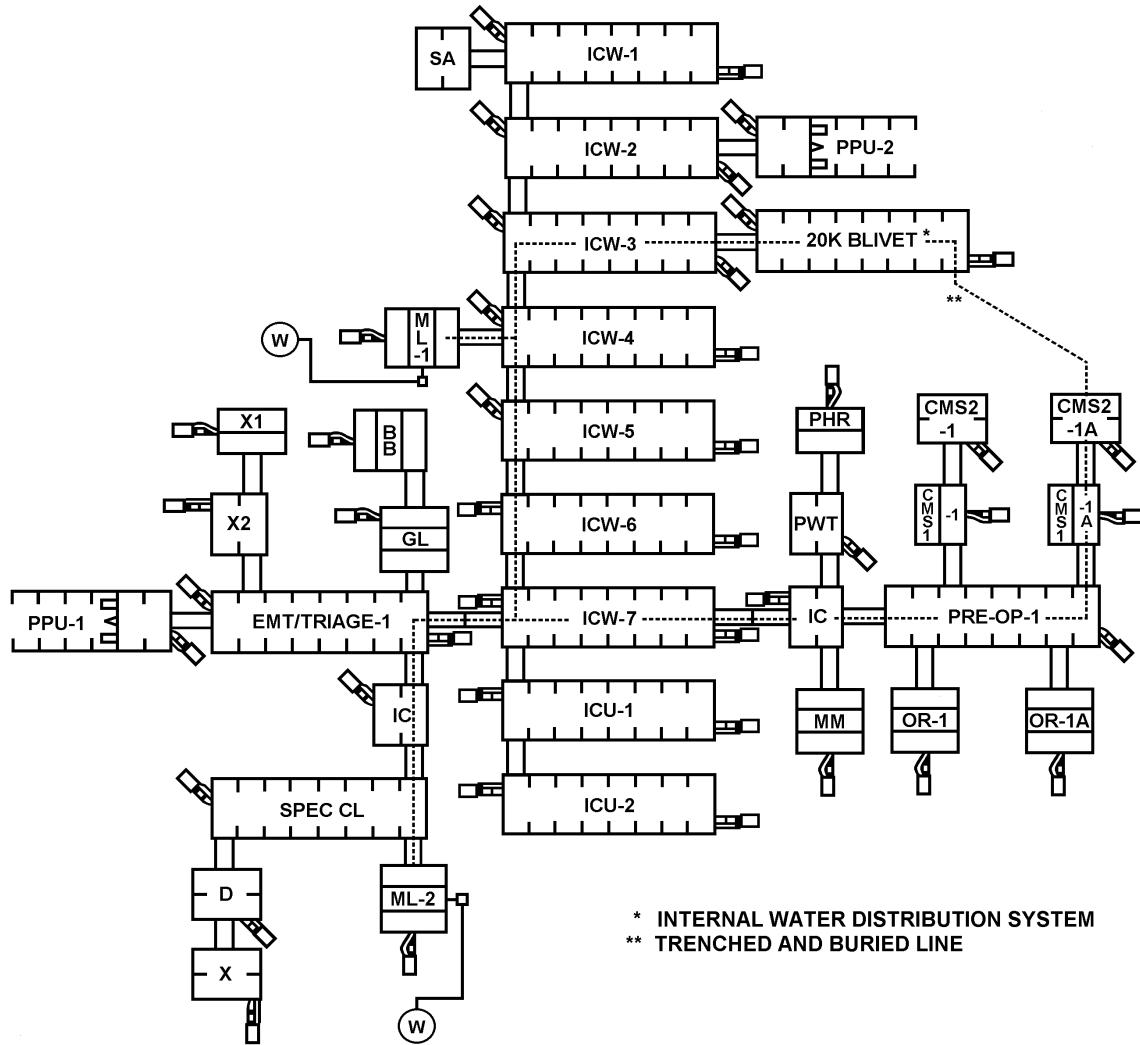 SA
ICW-1
ICW-2
PPU-2
ICW-3
20K BLIVET *
**
M
L
-1
W
ICW-4
X1
B
B
ICW-5
PHR
CMS2
-1
CMS2
-1A
X2
GL
ICW-6
PWT
C
M
S
1
-1
C
M
S
1
-1
A
PPU-1
EMT/TRIAGE-1
ICW-7
IC
PRE-OP-1
IC
ICU-1
MM
OR-1
OR-1A
SPEC CL
ICU-2
D
ML-2
X
W
* INTERNAL WATER DISTRIBUTION SYSTEM
** TRENCHED AND BURIED LINE